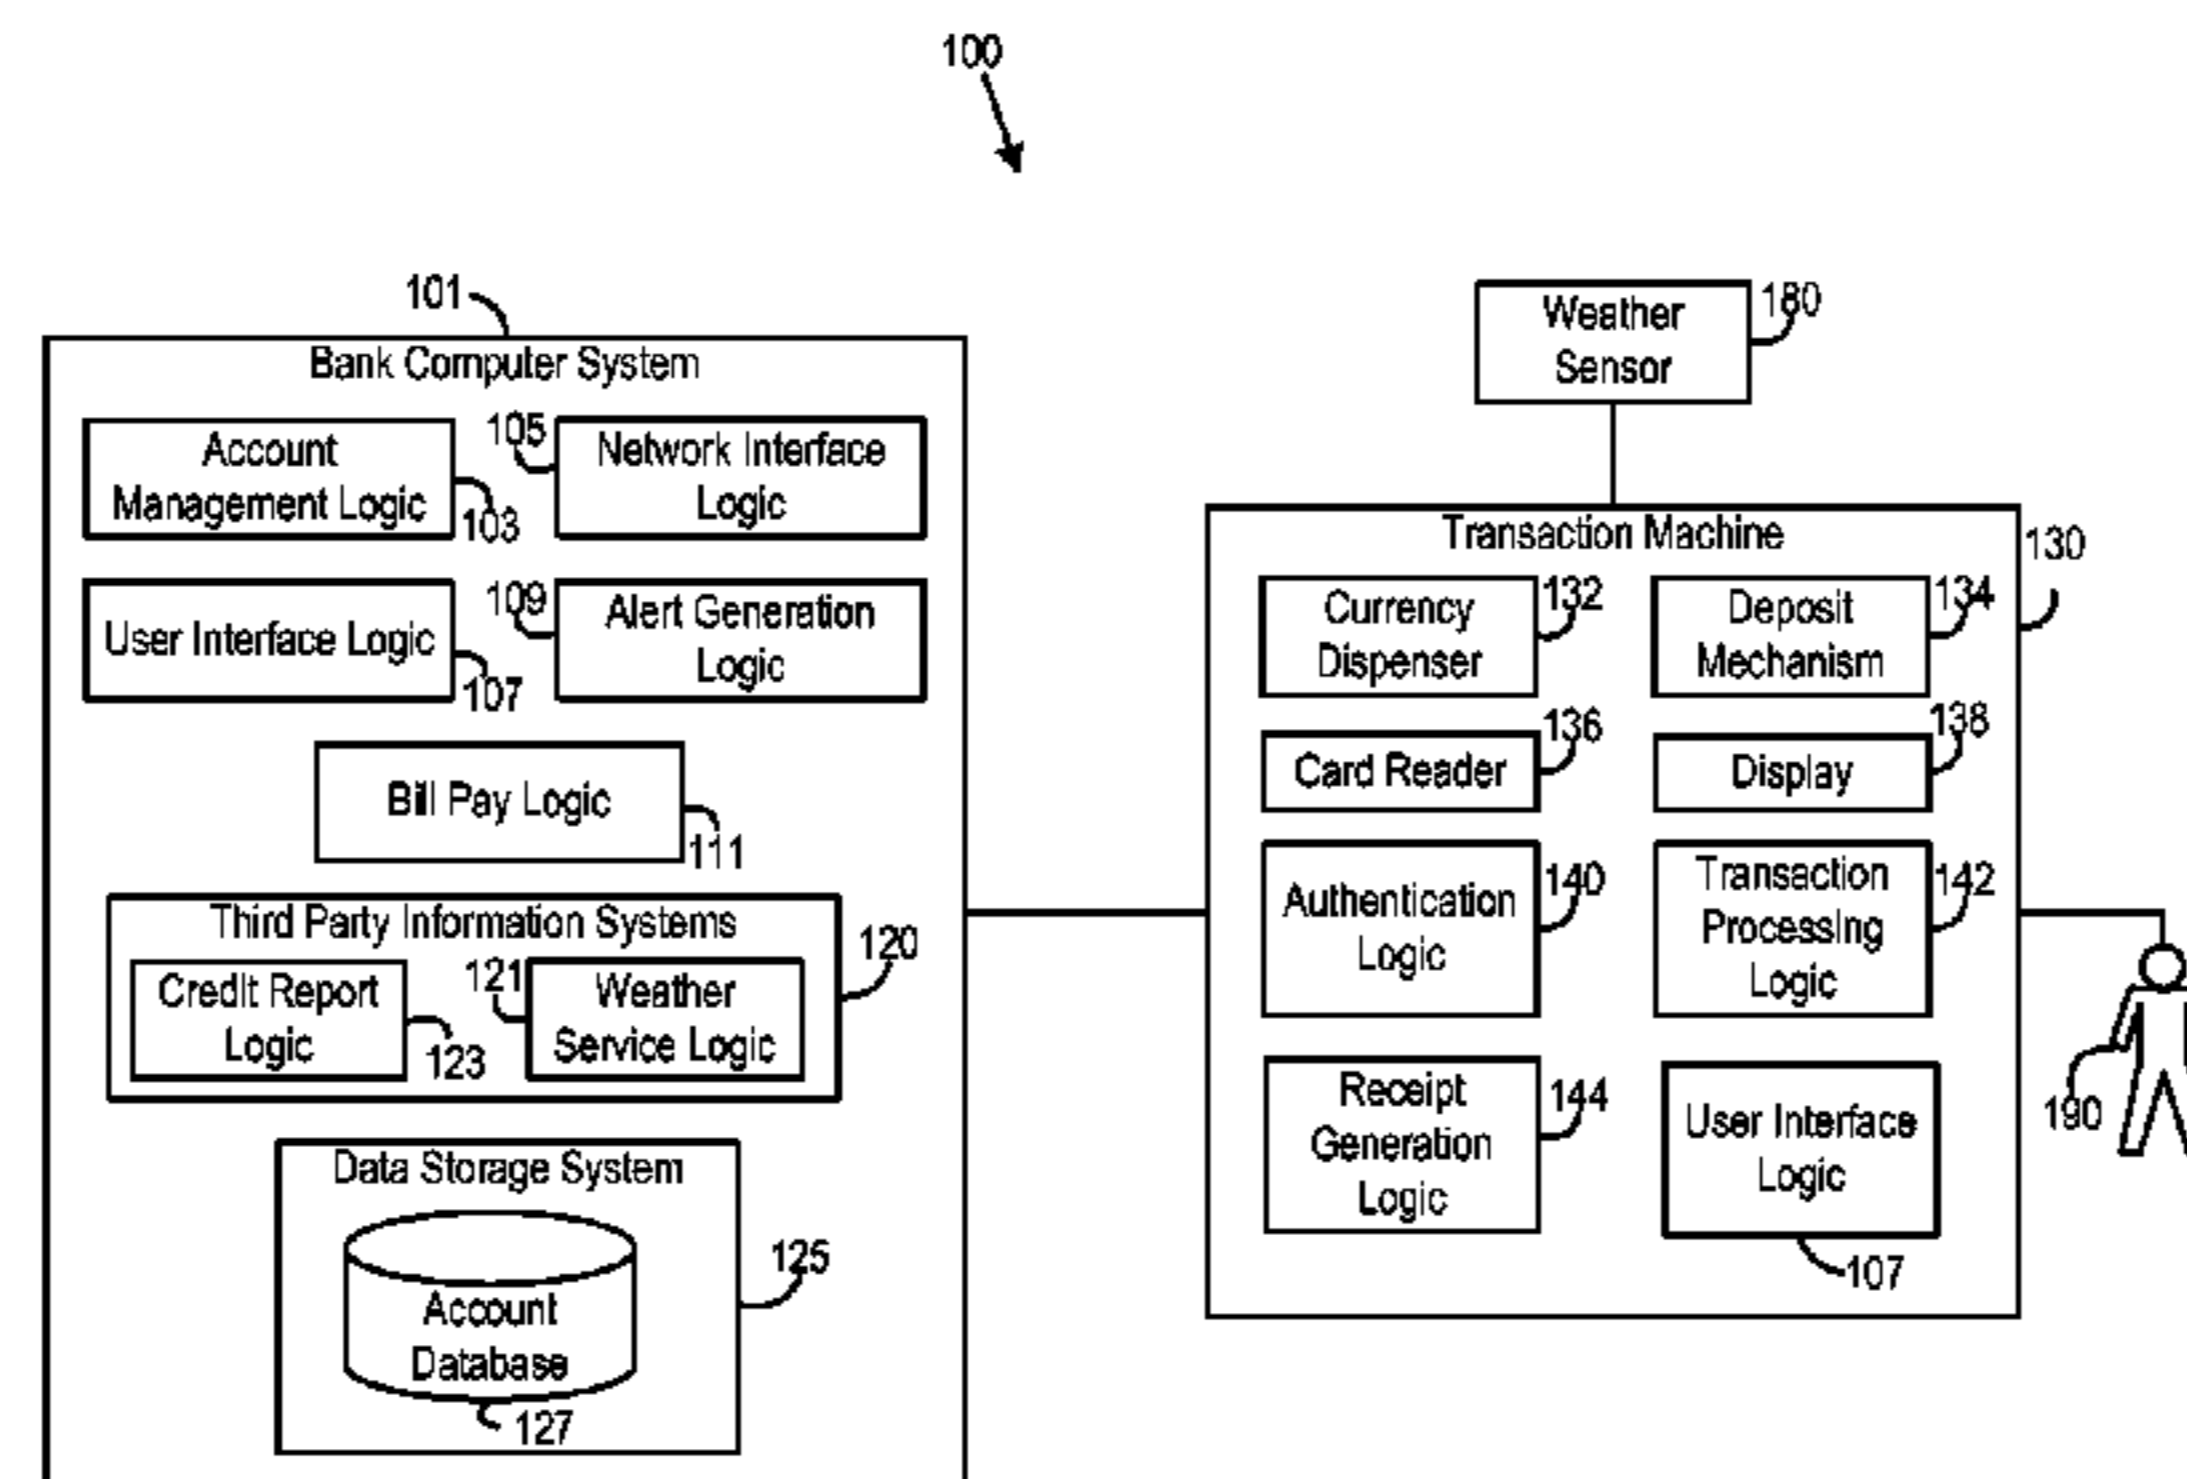 100
101
Bank Computer System
Account
Management Logic
103
105
Network Interface
Logic
User Interface Logic
107
109
Alert Generation
Logic
Bill Pay Logic
111
Third Party Information Systems
120
Credit Report
Logic
123
121
Weather
Service Logic
Data Storage System
125
Account
Database
127
Weather
Sensor
180
Transaction Machine
130
Currency
Dispenser
132
Deposit
Mechanism
134
Card Reader
136
Display
138
Authentication
Logic
140
Transaction
Processing
Logic
142
Receipt
Generation
Logic
144
User Interface
Logic
107
190